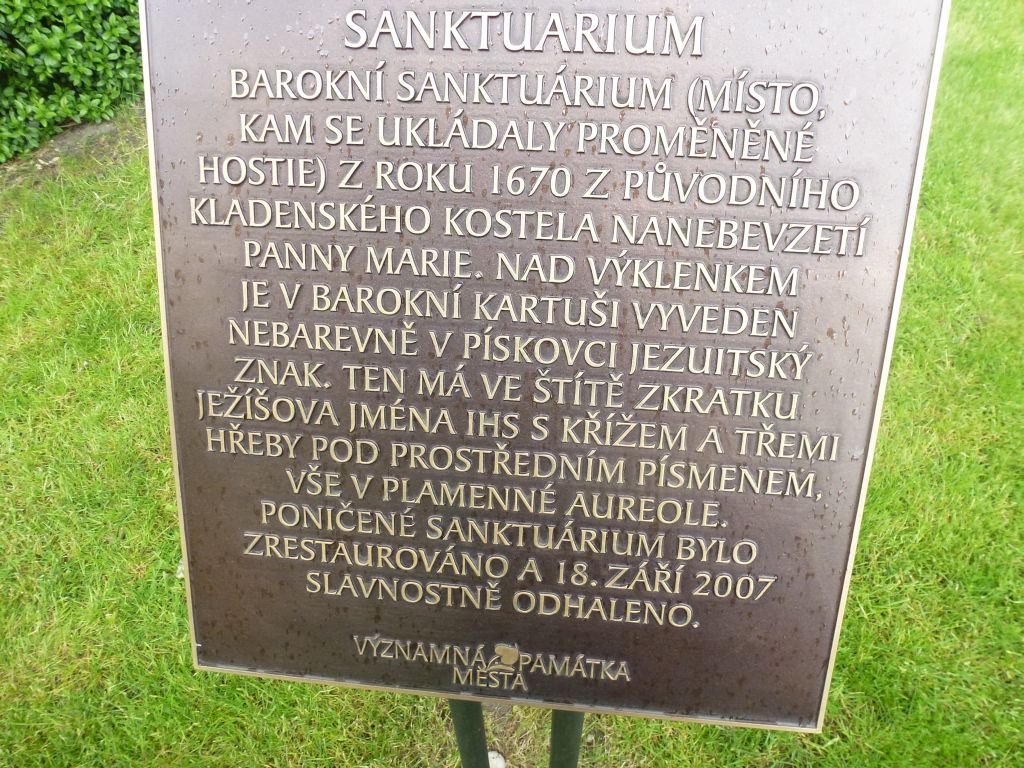 SANKTUARIUM
BAROKNÍ SANKTUÁRIUM (MÍSTO,
KAM SE UKLÁDALY PROMĚNĚNÉ
HOSTIE) Z ROKU 1670 Z PŮVODNÍHO
KLADENSKÉHO KOSTELA NANEBEVZETÍ
PANNY MARIE. NAD VÝKLENKEM
JE V BAROKNÍ KARTUŠI VYVEDEN
NEBAREVNĚ V PÍSKOVCI JEZUITSKÝ
ZNAK. TEN MÁ VE ŠTÍTĚ ZKRATKU
JEŽÍŠOVA JMÉNA IHS S KŘÍŽEM A TŘEMI
HŘEBY POD PROSTŘEDNÍM PÍSMENEM,
VŠE V PLAMENNÉ AUREOLE.
PONIČENÉ SANKTUÁRIUM BYLO
ZRESTAUROVÁNO A 18. ZÁŘÍ 2007
SLAVNOSTNĚ ODHALENO.
VÝZNAMNÁ PAMÁTKA
MĚSTA